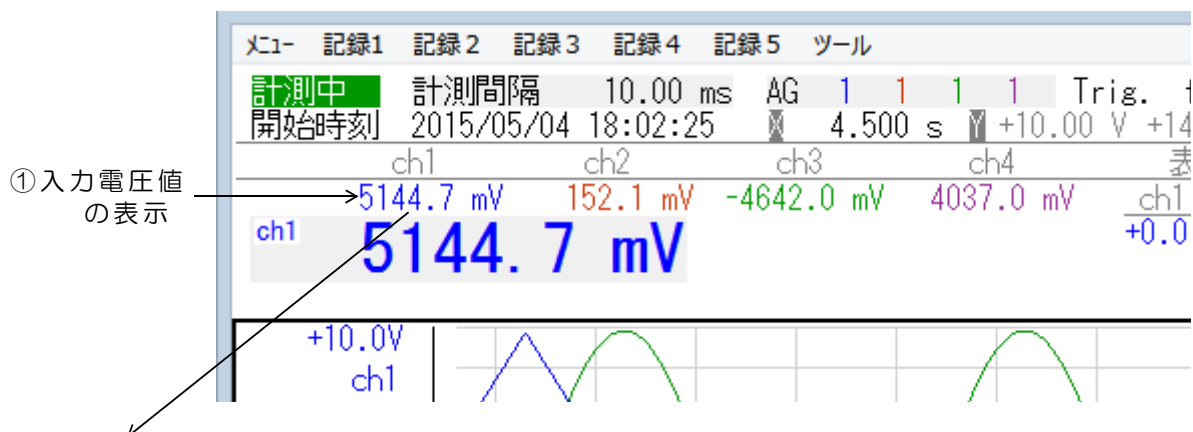 メニュー 記録1 記録2 記録3 記録4 記録5 ツール
計測中 計測間隔 10.00 ms AG 1 1 1 1 Trig.
開始時刻 2015/05/04 18:02:25 X 4.500 s Y +10.00 V +14
ch1 ch2 ch3 ch4 表
①入力電圧値
の表示
5144.7 mV 152.1 mV -4642.0 mV 4037.0 mV ch1
ch1 5144.7 mV +0.0
+10.0V
ch1